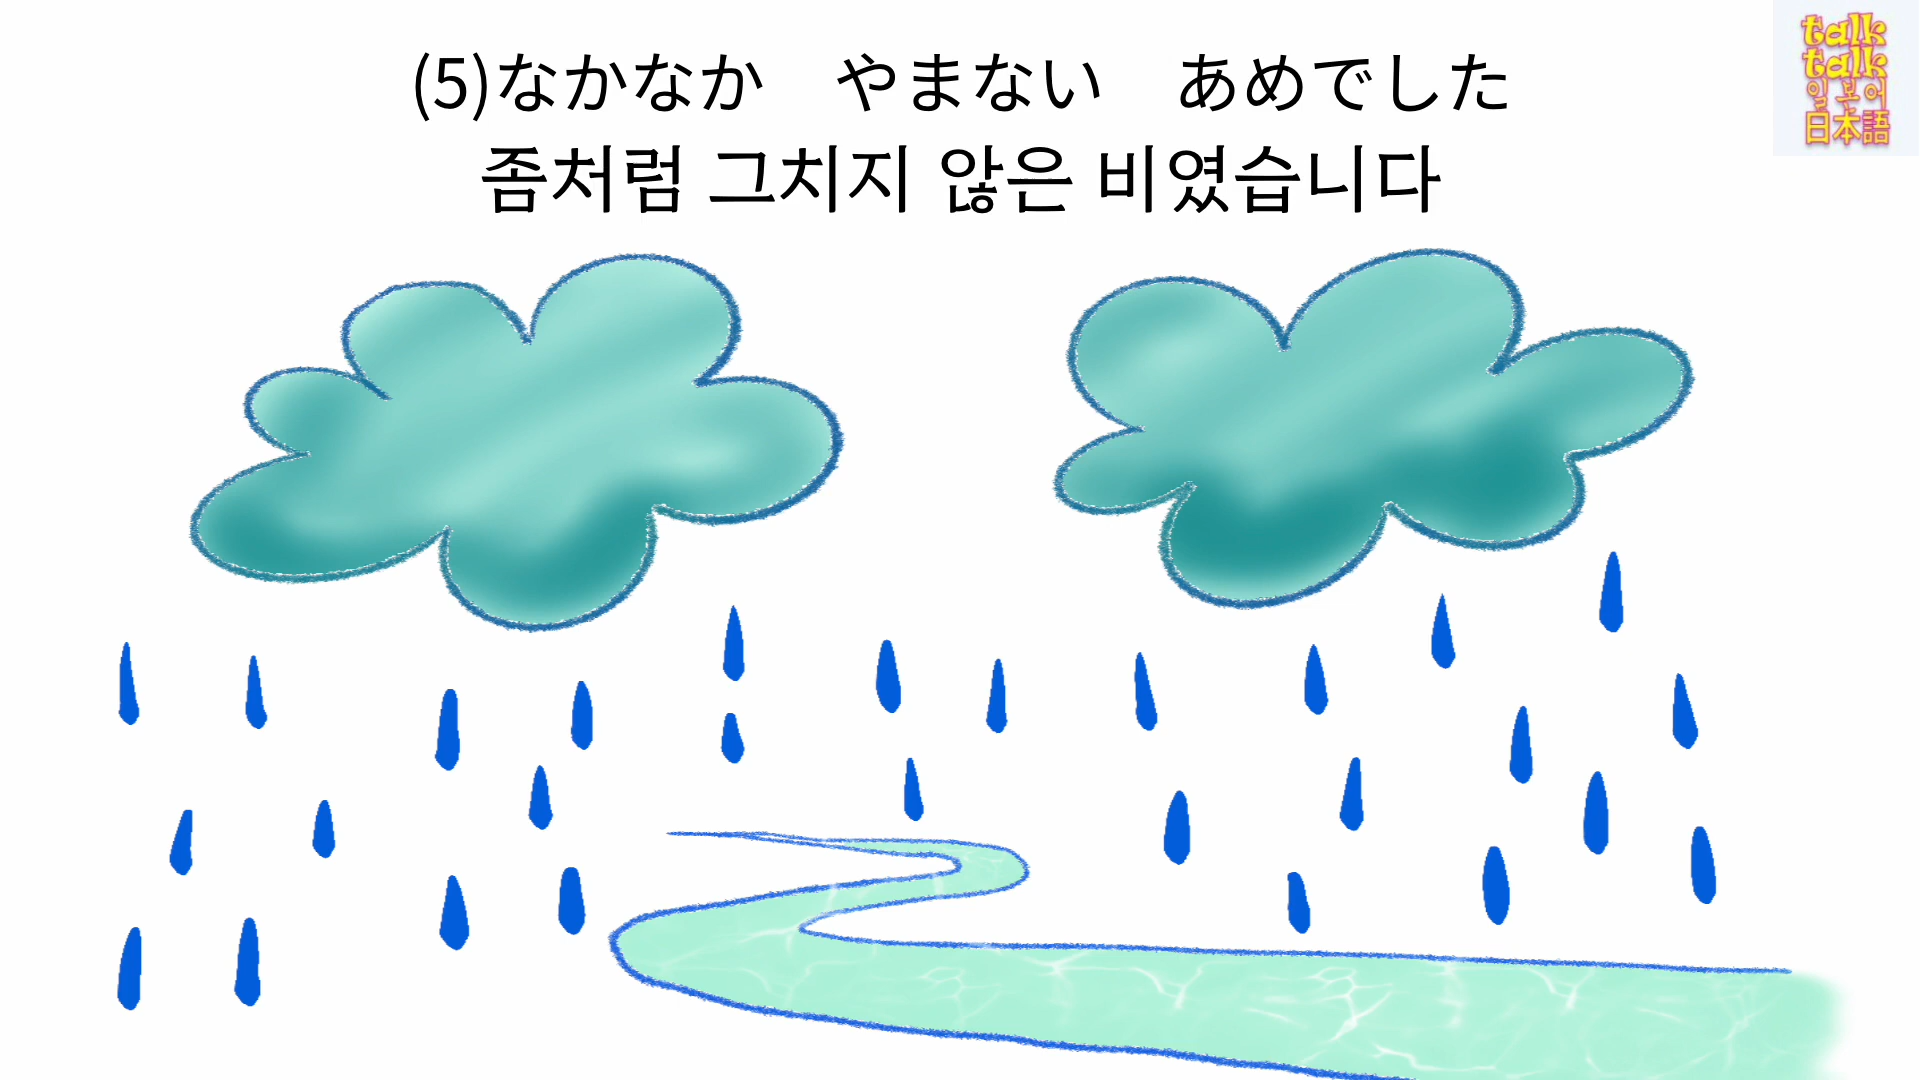 (5)なかなか　やまない　あめでした
좀처럼 그치지 않은 비였습니다
talk
talk
일본어
日本語